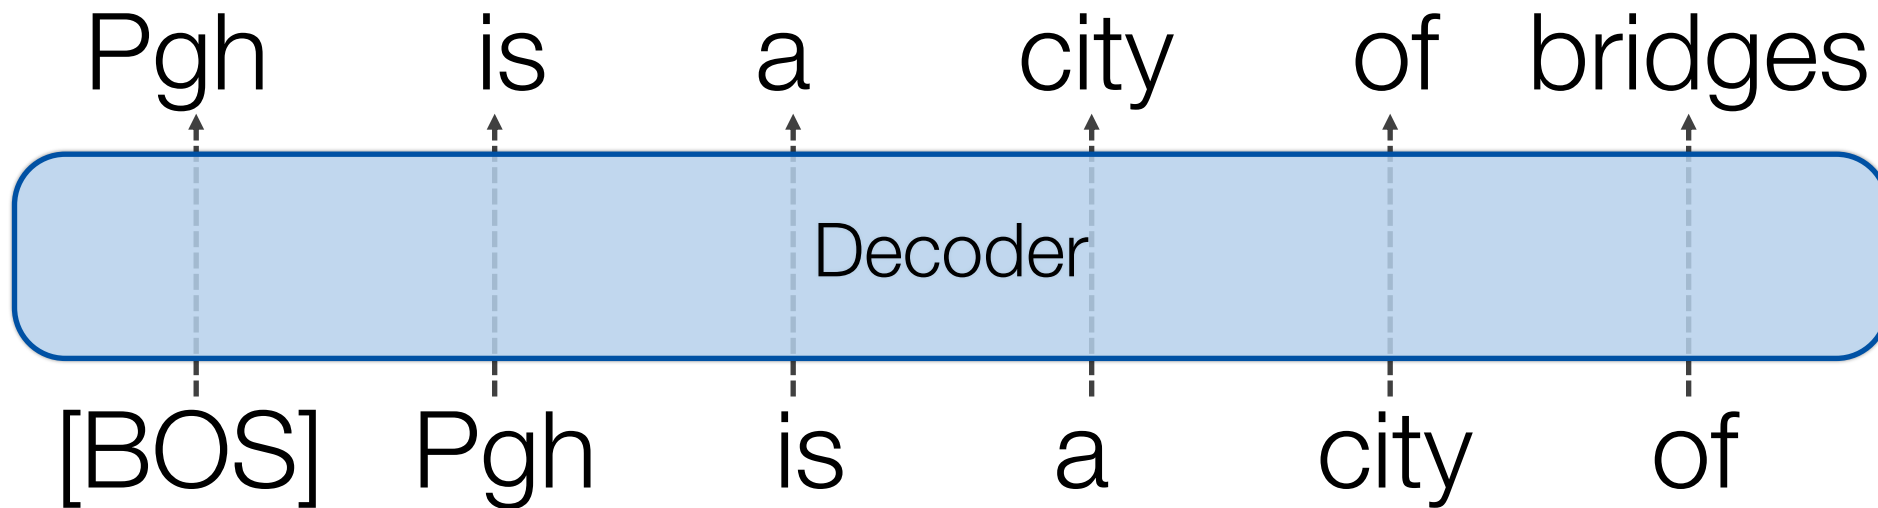 Pgh is a city of bridges
Decoder
[BOS] Pgh is a city of